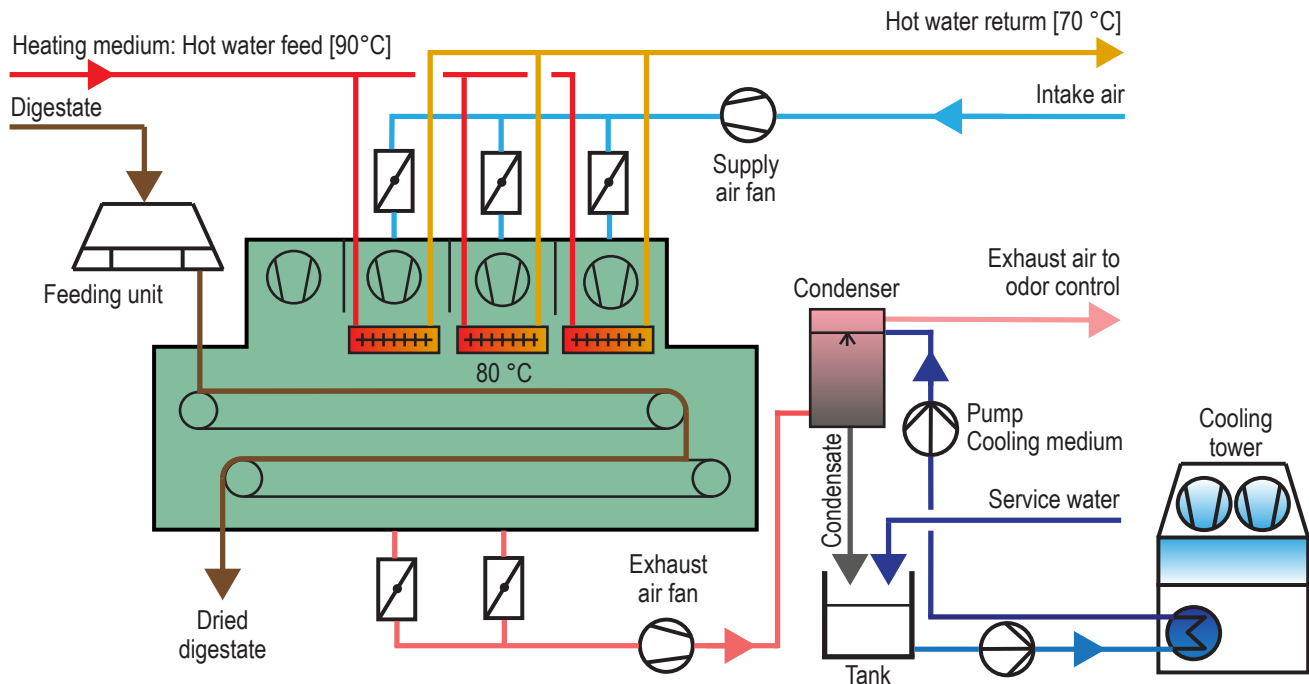 Heating medium: Hot water feed [90°C]
Hot water returm [70 °C]
Digestate
Intake air
Supply
air fan
Feeding unit
Exhaust air to
odor control
Condenser
80 °C
Pump
Cooling medium
Cooling
tower
Condensate
Service water
Exhaust
air fan
Dried
digestate
Tank